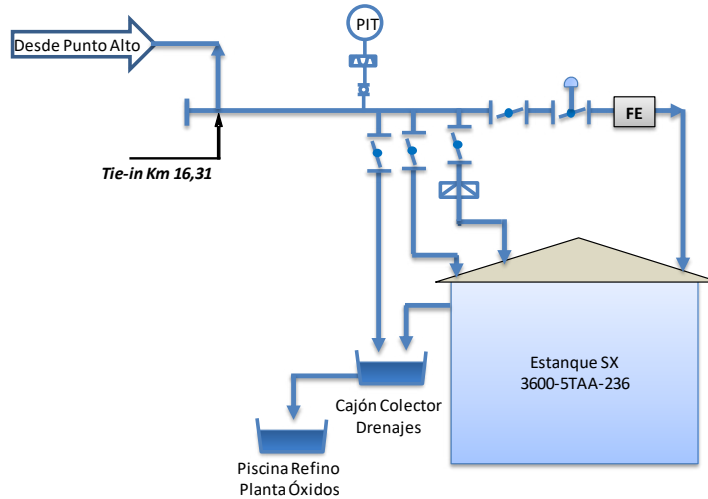 PIT
Desde Punto Alto
FE
Tie-in Km 16,31
Estanque SX
3600-5TAA-236
Cajón Colector
Drenajes
Piscina Refino
Planta Óxidos